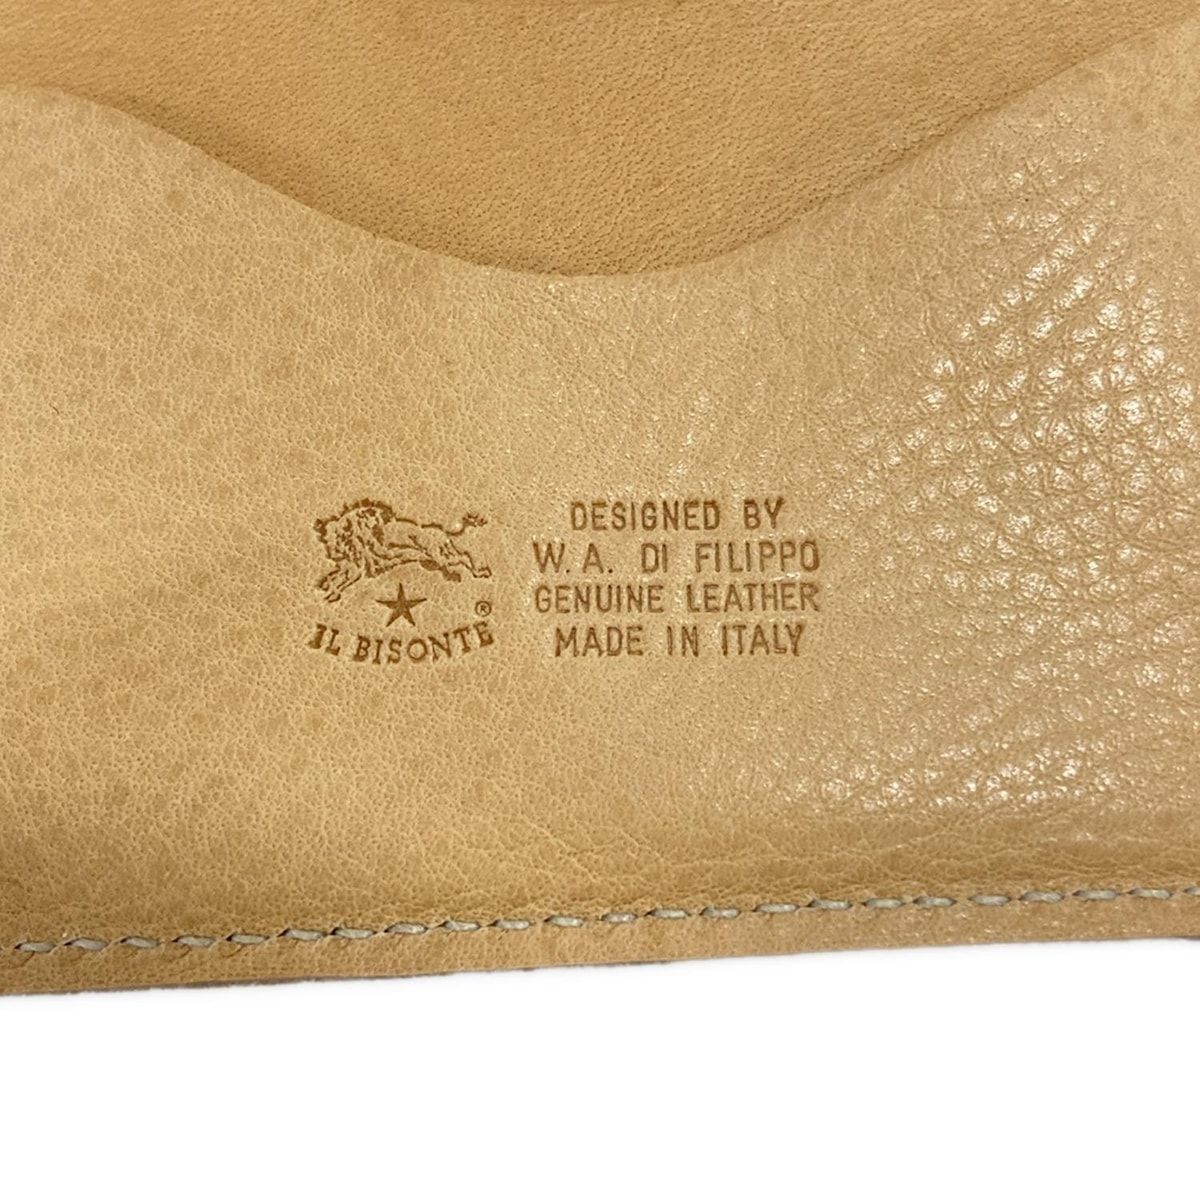 IL BISONTE ®
DESIGNED BY
W. A. DI FILIPPO
GENUINE LEATHER
MADE IN ITALY